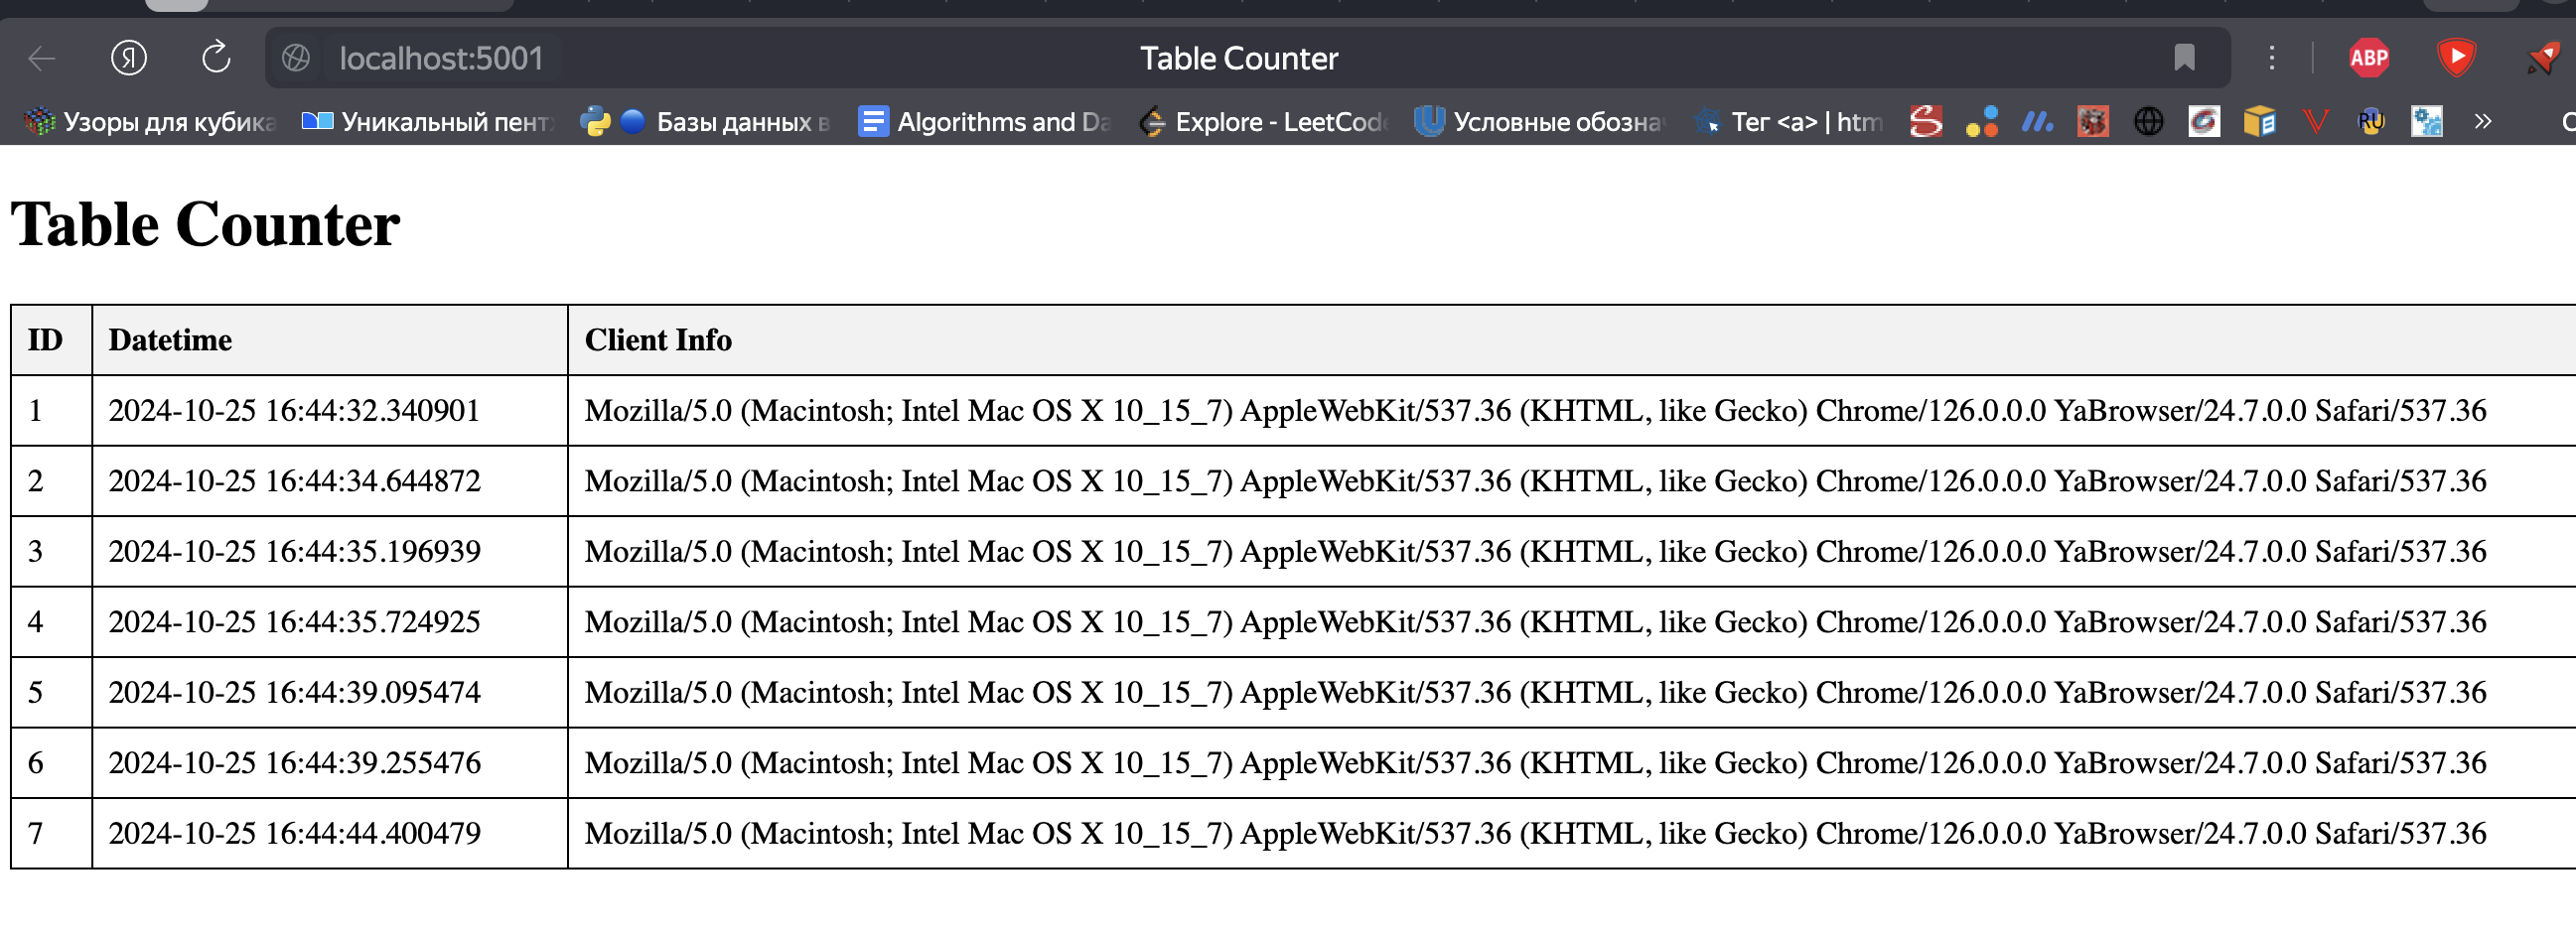 Я localhost:5001 Table Counter ABP
Узоры для кубика Уникальный Базы данных в Algorithms and Explore - LeetCode Условные Тег <a> | htm RU
Table Counter
ID Datetime Client Info
1 2024-10-25 16:44:32.340901 Mozilla/5.0 (Macintosh; Intel Mac OS X 10_15_7) AppleWebKit/537.36 (KHTML, like Gecko) Chrome/126.0.0.0 YaBrowser/24.7.0.0 Safari/537.36
2 2024-10-25 16:44:34.644872 Mozilla/5.0 (Macintosh; Intel Mac OS X 10_15_7) AppleWebKit/537.36 (KHTML, like Gecko) Chrome/126.0.0.0 YaBrowser/24.7.0.0 Safari/537.36
3 2024-10-25 16:44:35.196939 Mozilla/5.0 (Macintosh; Intel Mac OS X 10_15_7) AppleWebKit/537.36 (KHTML, like Gecko) Chrome/126.0.0.0 YaBrowser/24.7.0.0 Safari/537.36
4 2024-10-25 16:44:35.724925 Mozilla/5.0 (Macintosh; Intel Mac OS X 10_15_7) AppleWebKit/537.36 (KHTML, like Gecko) Chrome/126.0.0.0 YaBrowser/24.7.0.0 Safari/537.36
5 2024-10-25 16:44:39.095474 Mozilla/5.0 (Macintosh; Intel Mac OS X 10_15_7) AppleWebKit/537.36 (KHTML, like Gecko) Chrome/126.0.0.0 YaBrowser/24.7.0.0 Safari/537.36
6 2024-10-25 16:44:39.255476 Mozilla/5.0 (Macintosh; Intel Mac OS X 10_15_7) AppleWebKit/537.36 (KHTML, like Gecko) Chrome/126.0.0.0 YaBrowser/24.7.0.0 Safari/537.36
7 2024-10-25 16:44:44.400479 Mozilla/5.0 (Macintosh; Intel Mac OS X 10_15_7) AppleWebKit/537.36 (KHTML, like Gecko) Chrome/126.0.0.0 YaBrowser/24.7.0.0 Safari/537.36